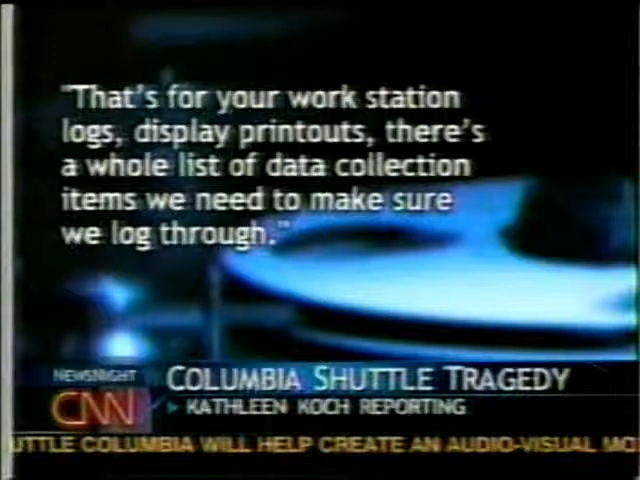 "That's for your work station
logs, display printouts, there's
a whole list of data collection
items we need to make sure
we log through."
NEWSNIGHT
CNN
COLUMBIA SHUTTLE TRAGEDY
KATHLEEN KOCH REPORTING
UTTLE COLUMBIA WILL HELP CREATE AN AUDIO-VISUAL MO